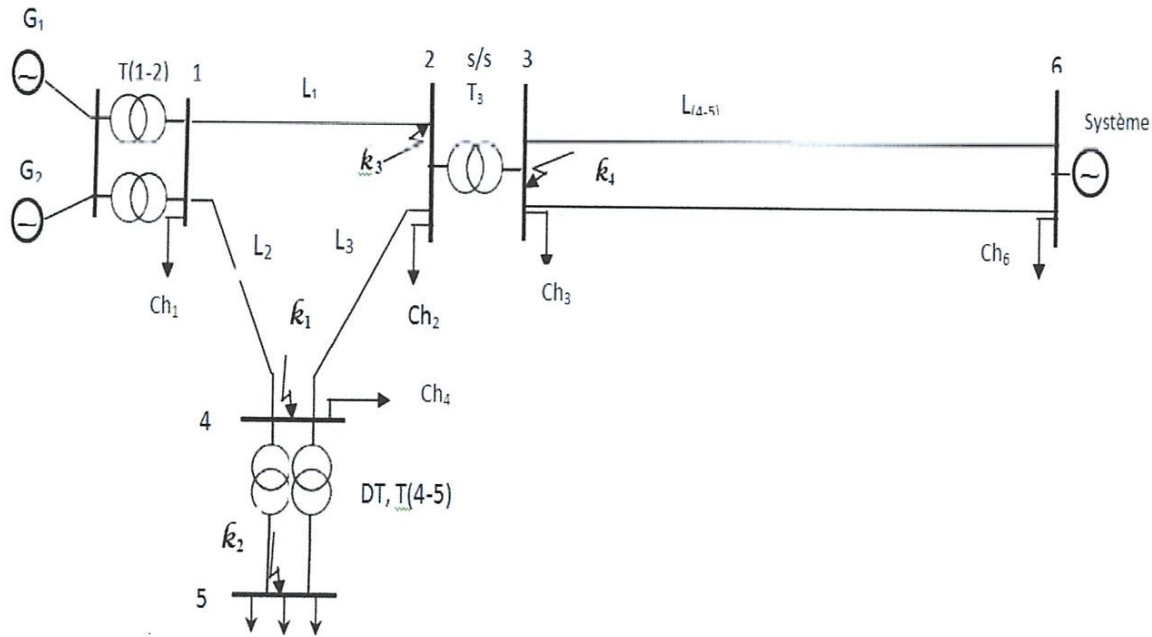 G₁
T(1-2)
1
L₁
2
s/s
T₃
3
L₍₄₋₅₎
6
Système
k₃
k₄
G₂
L₂
L₃
Ch₁
Ch₂
Ch₃
Ch₆
k₁
Ch₄
4
DT, T(4-5)
k₂
5